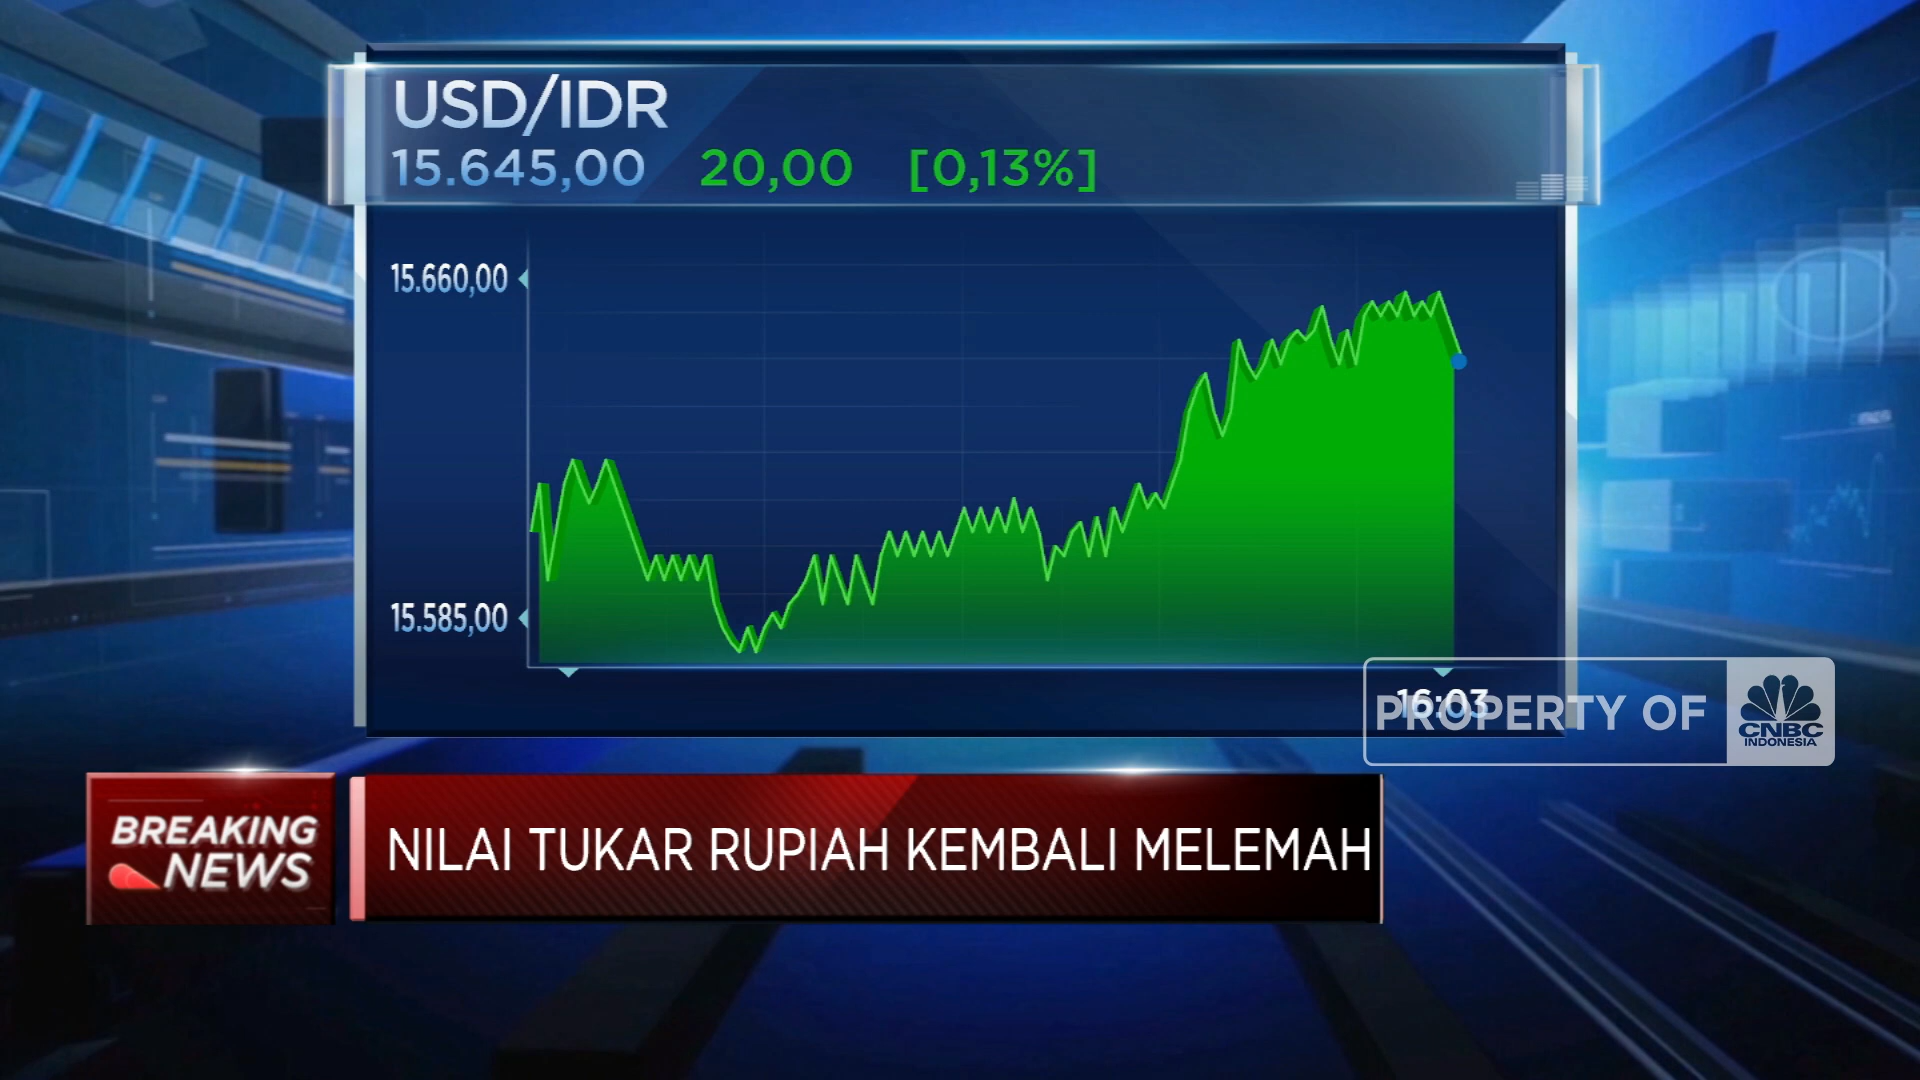 USD/IDR
15.645,00 20,00 [0,13%]
15.660,00
15.585,00
16:03
PROPERTY OF
CNBC
INDONESIA
BREAKING
NEWS
NILAI TUKAR RUPIAH KEMBALI MELEMAH